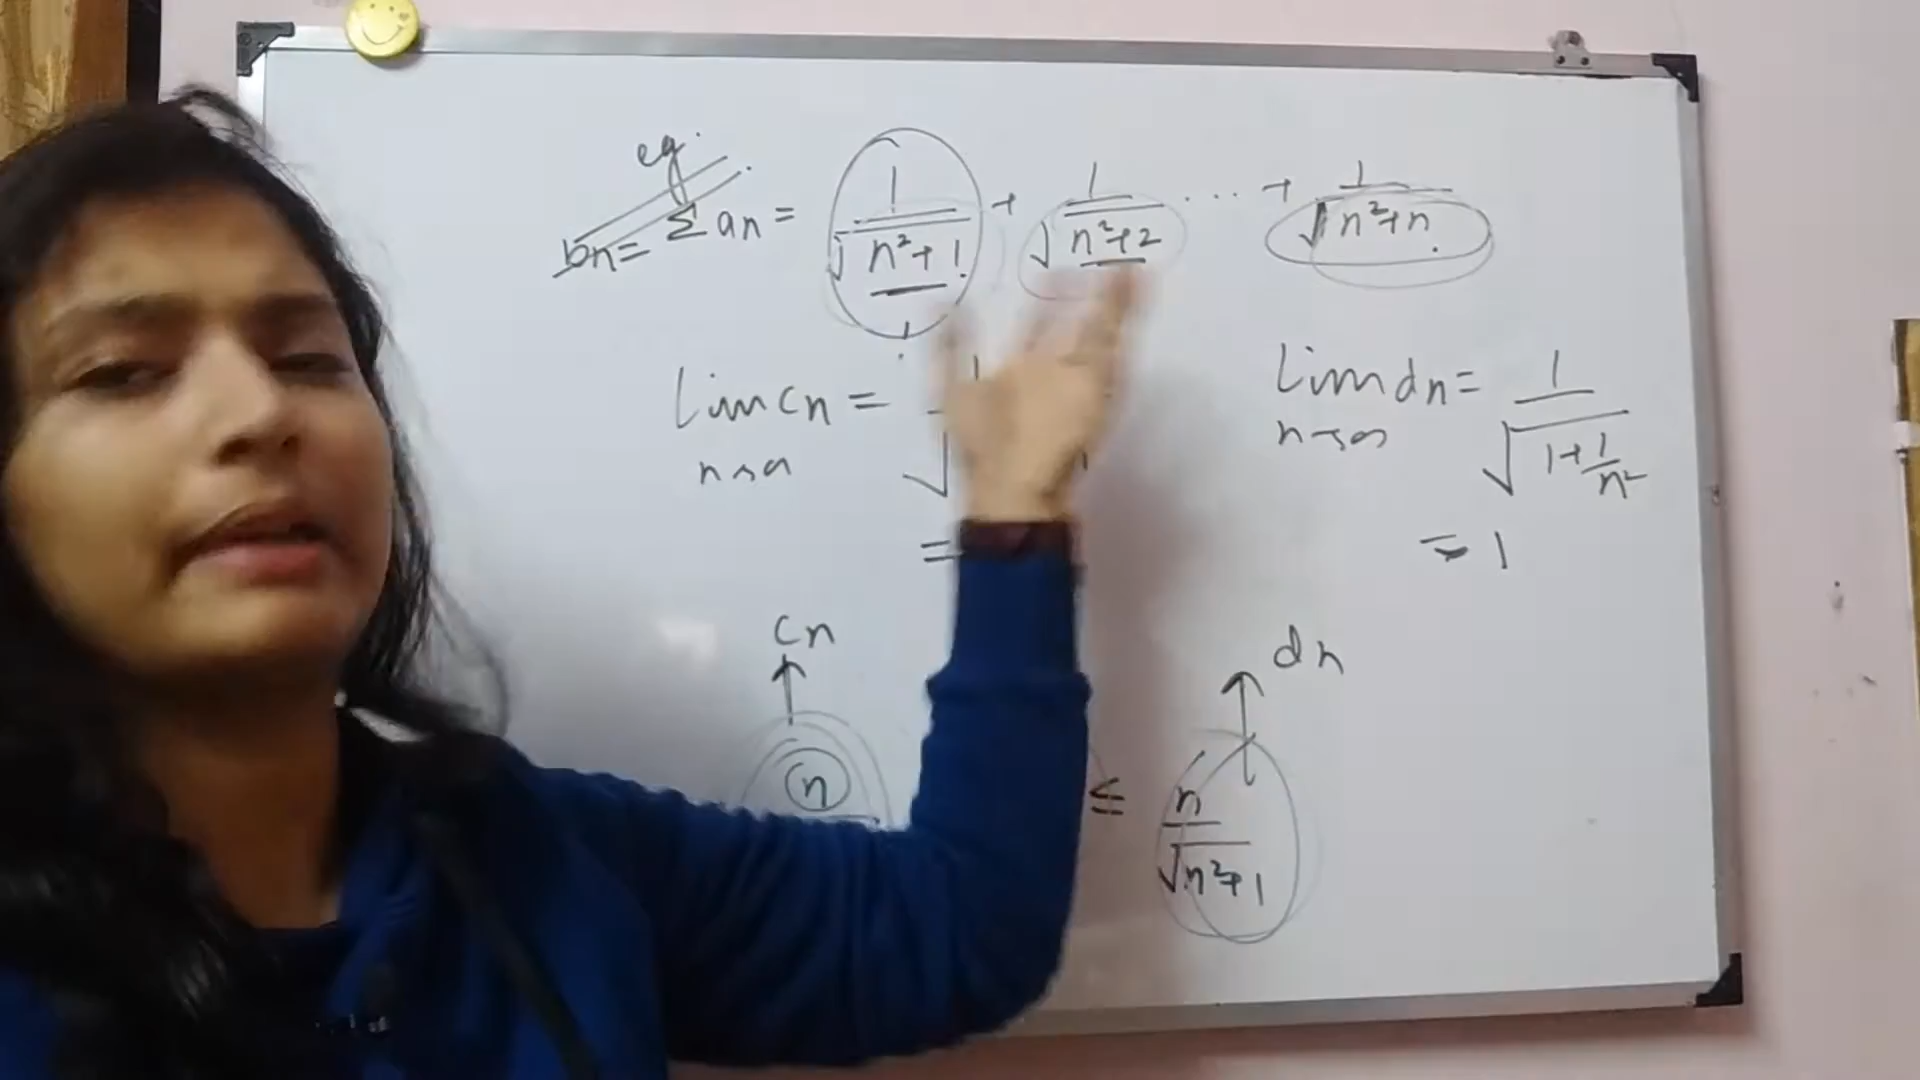 eg.
bn= Σ an = 1/√(n²+1) + 1/√(n²+2) ... + 1/√(n²+n)
Lim cn = 1
n→∞
=
Lim dn = 1/√(1+1/n²)
n→∞
= 1
cn
dn
n
≤ n/√(n²+1)